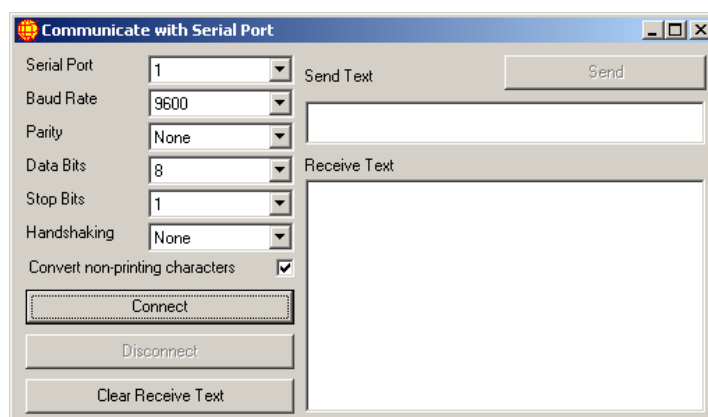 Communicate with Serial Port
Serial Port 1
Baud Rate 9600
Parity None
Data Bits 8
Stop Bits 1
Handshaking None
Convert non-printing characters
Connect
Disconnect
Clear Receive Text
Send Text Send
Receive Text